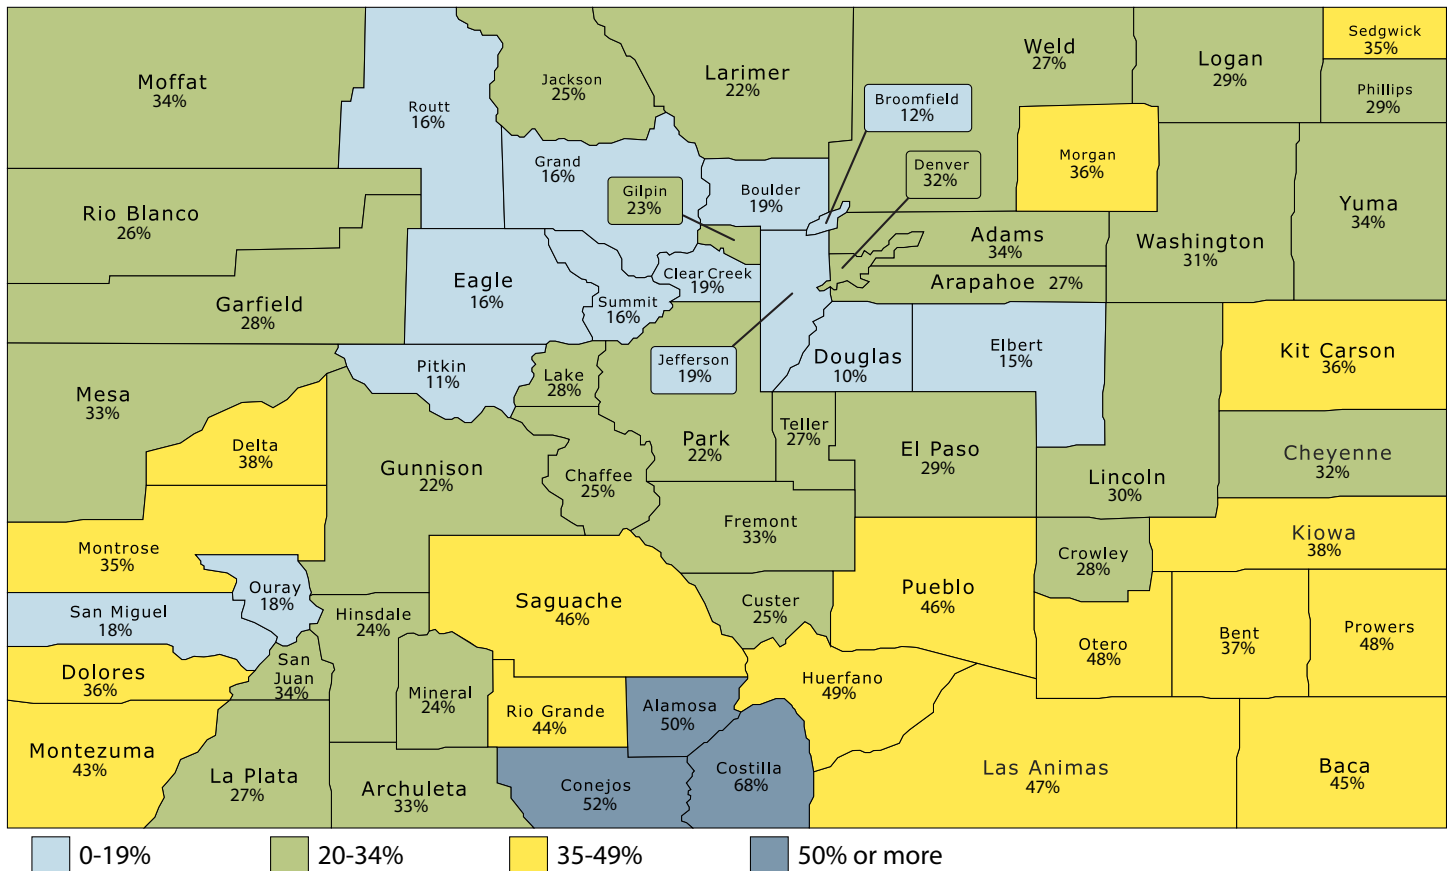 Moffat
34%
Routt
16%
Jackson
25%
Larimer
22%
Weld
27%
Logan
29%
Sedgwick
35%
Phillips
29%
Broomfield
12%
Morgan
36%
Denver
32%
Grand
16%
Gilpin
23%
Boulder
19%
Rio Blanco
26%
Yuma
34%
Adams
34%
Washington
31%
Arapahoe 27%
Clear Creek
19%
Eagle
16%
Summit
16%
Garfield
28%
Jefferson
19%
Douglas
10%
Elbert
15%
Kit Carson
36%
Pitkin
11%
Lake
28%
Mesa
33%
Delta
38%
Gunnison
22%
Chaffee
25%
Park
22%
Teller
27%
El Paso
29%
Lincoln
30%
Cheyenne
32%
Fremont
33%
Kiowa
38%
Crowley
28%
Montrose
35%
Ouray
18%
San Miguel
18%
Hinsdale
24%
Saguache
46%
Custer
25%
Pueblo
46%
Otero
48%
Bent
37%
Prowers
48%
Dolores
36%
San
Juan
34%
Mineral
24%
Rio Grande
44%
Alamosa
50%
Huerfano
49%
Montezuma
43%
La Plata
27%
Archuleta
33%
Conejos
52%
Costilla
68%
Las Animas
47%
Baca
45%
0-19%
20-34%
35-49%
50% or more